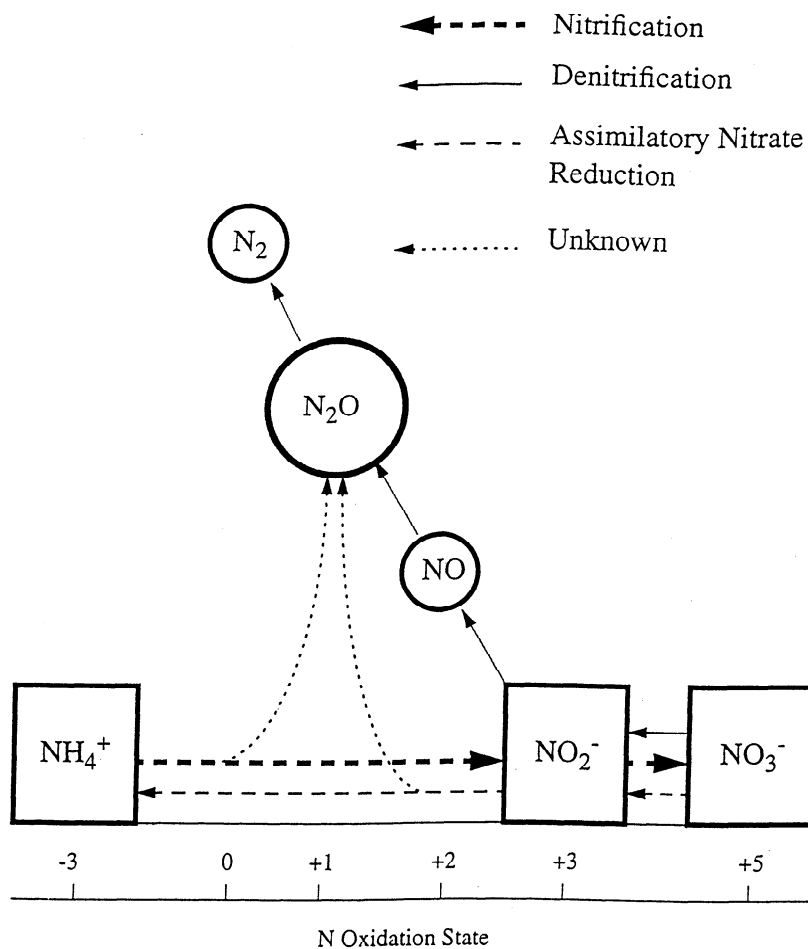 Nitrification
Denitrification
Assimilatory Nitrate
Reduction
Unknown
N₂
N₂O
NO
NH₄⁺
NO₂⁻
NO₃⁻
-3 0 +1 +2 +3 +5
N Oxidation State